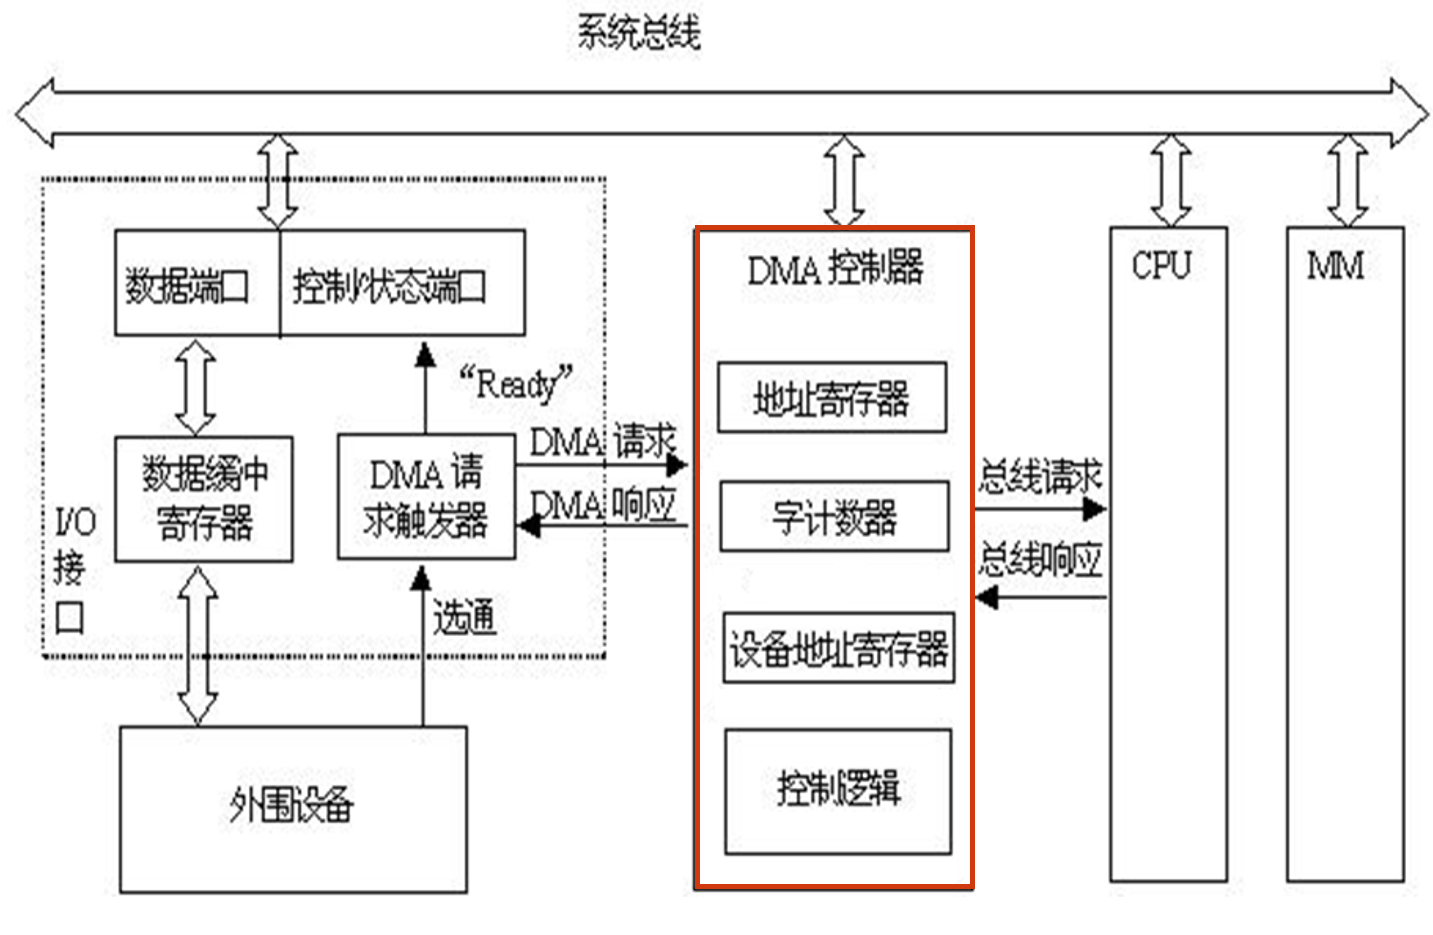 系统总线
数据端口
控制/状态端口
“Ready”
数据缓冲
寄存器
DMA 请
求触发器
I/O
接
口
选通
外围设备
DMA 请求
DMA 响应
DMA 控制器
地址寄存器
字计数器
设备地址寄存器
控制逻辑
总线请求
总线响应
CPU
MM